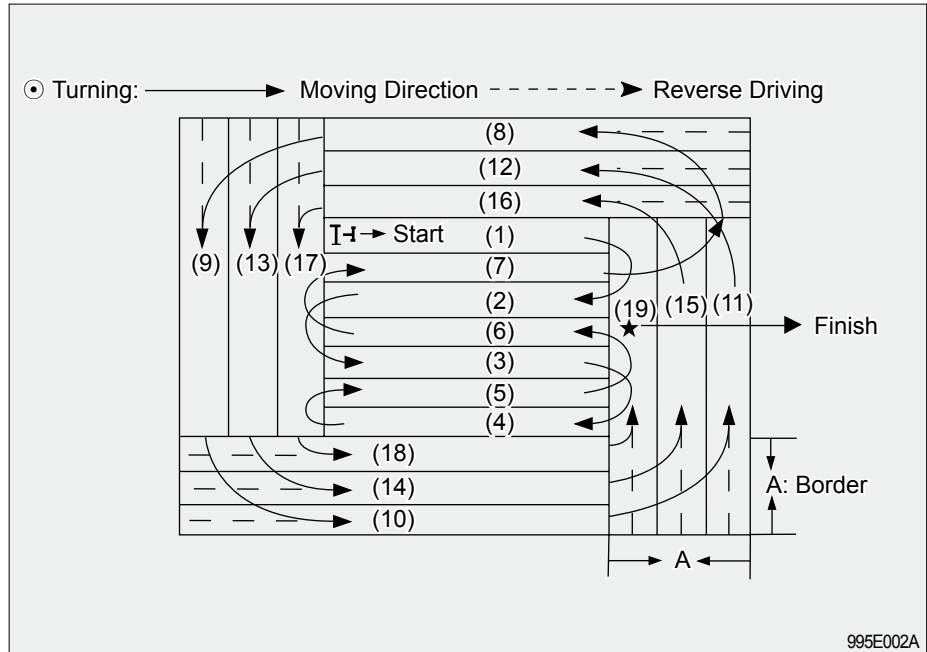 ⊙ Turning: Moving Direction Reverse Driving
(8)
(12)
(16)
Start (1)
(9) (13) (17) (7)
(2)
(19) (15) (11)
(6) Finish
(3)
(5)
(4)
(18)
(14) A: Border
(10)
A
995E002A